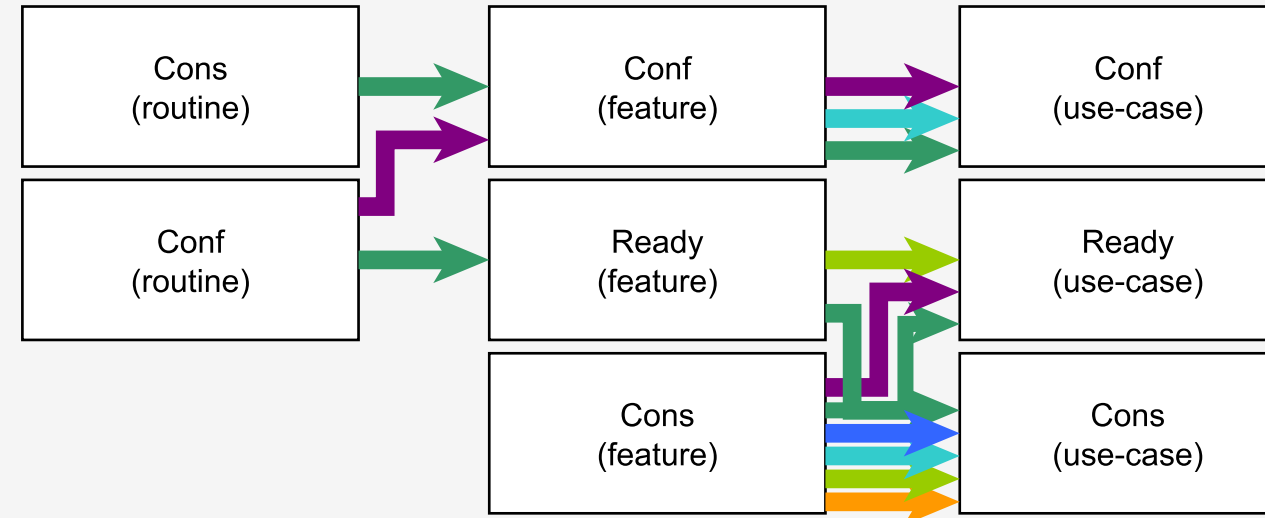 Cons
(routine)
Conf
(feature)
Conf
(use-case)
Conf
(routine)
Ready
(feature)
Ready
(use-case)
Cons
(feature)
Cons
(use-case)